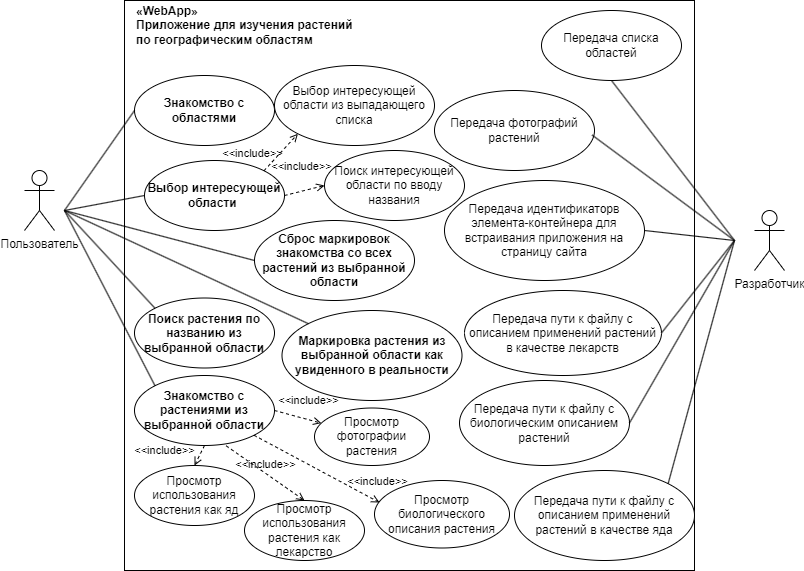 «WebApp»
Приложение для изучения растений
по географическим областям
Передача списка
областей
Знакомство с
областями
Выбор интересующей
области из выпадающего
списка
Передача фотографий
растений
<<include>>
<<include>>
Выбор интересующей
области
Поиск интересующей
области по вводу
названия
Передача идентификаторв
элемента-контейнера для
встраивания приложения на
страницу сайта
Пользователь
Сброс маркировок
знакомства со всех
растений из выбранной
области
Разработчик
Поиск растения по
названию из
выбранной области
Маркировка растения из
выбранной области как
увиденного в реальности
Передача пути к файлу с
описанием применений растений
в качестве лекарств
Знакомство с
растениями из
выбранной области
<<include>>
Просмотр
фотографии
растения
Передача пути к файлу с
биологическим описанием
растений
<<include>>
<<include>>
<<include>>
Просмотр
использования
растения как яд
Просмотр
использования
растения как
лекарство
Просмотр
биологического
описания растения
Передача пути к файлу с
описанием применений
растений в качестве яда